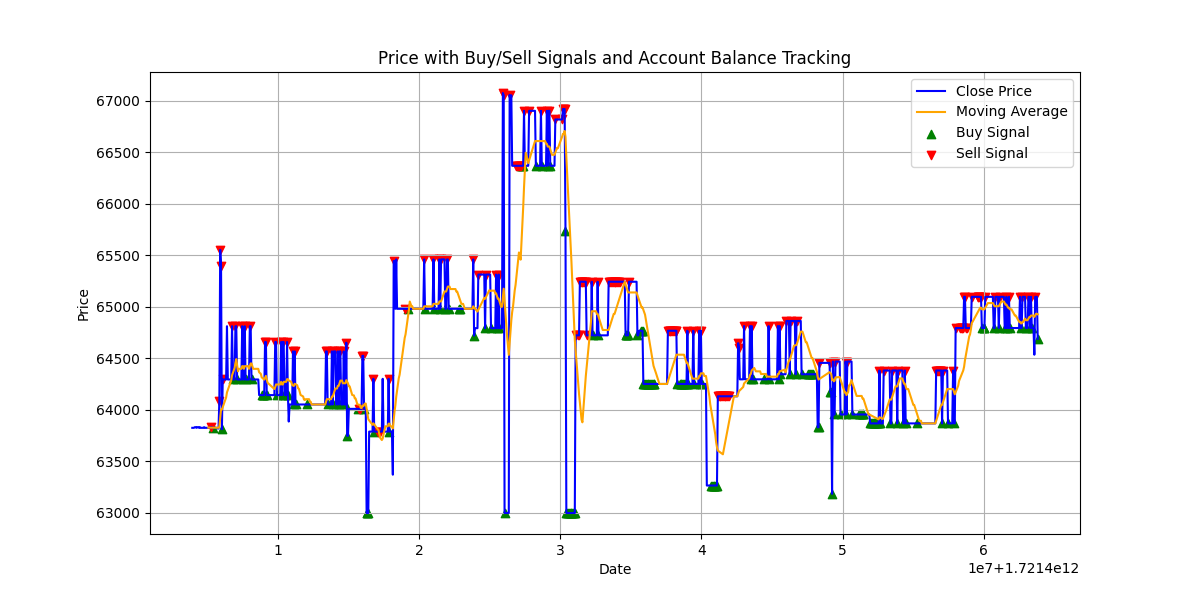 Price with Buy/Sell Signals and Account Balance Tracking
Close Price
Moving Average
Buy Signal
Sell Signal
67000
66500
66000
65500
65000
64500
64000
63500
63000
Price
1 2 3 4 5 6
Date
1e7+1.7214e12